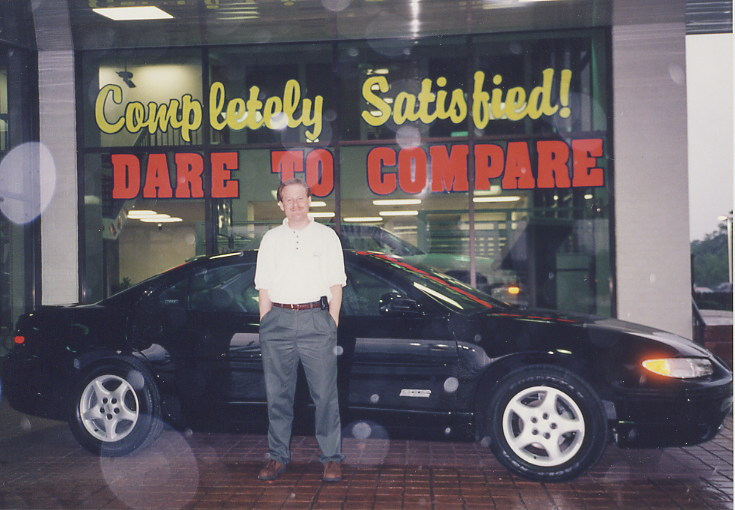 Completely Satisfied!
DARE TO COMPARE